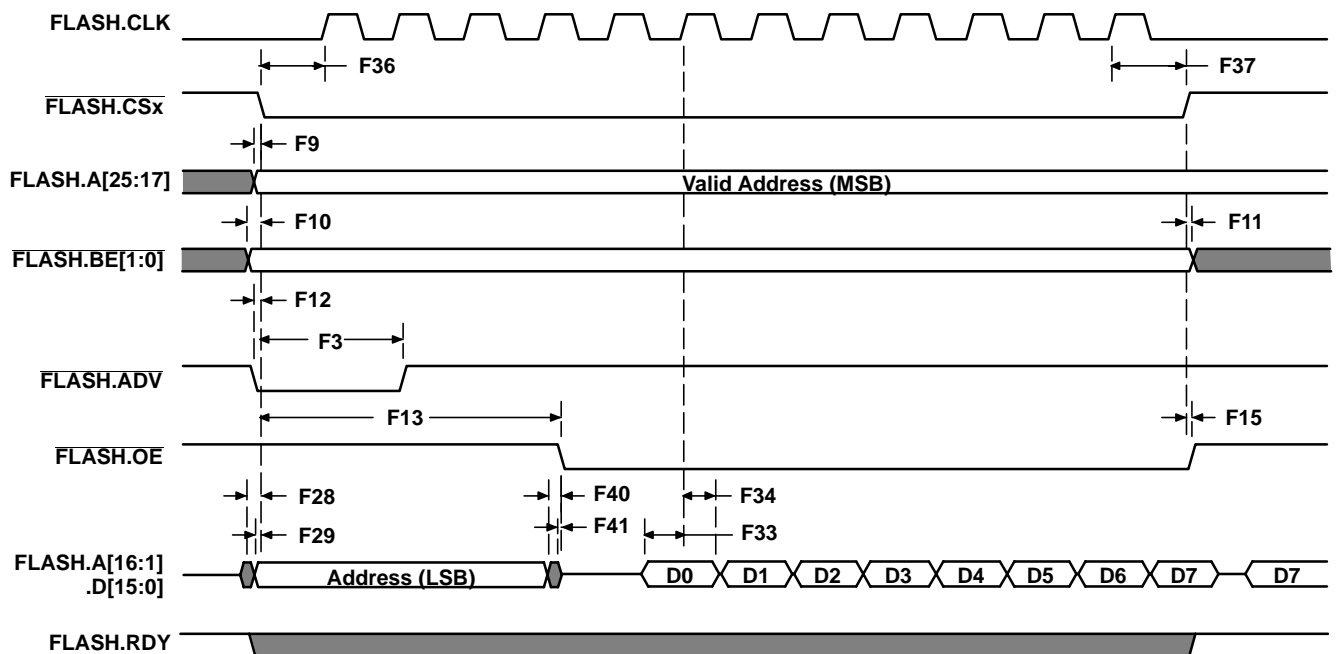 FLASH.CLK
F36
F37
FLASH.CSx
F9
FLASH.A[25:17]
Valid Address (MSB)
F10
F11
FLASH.BE[1:0]
F12
F3
FLASH.ADV
F13
F15
FLASH.OE
F28
F40
F34
F29
F41
F33
FLASH.A[16:1]
.D[15:0]
Address (LSB)
D0 D1 D2 D3 D4 D5 D6 D7 D7
FLASH.RDY